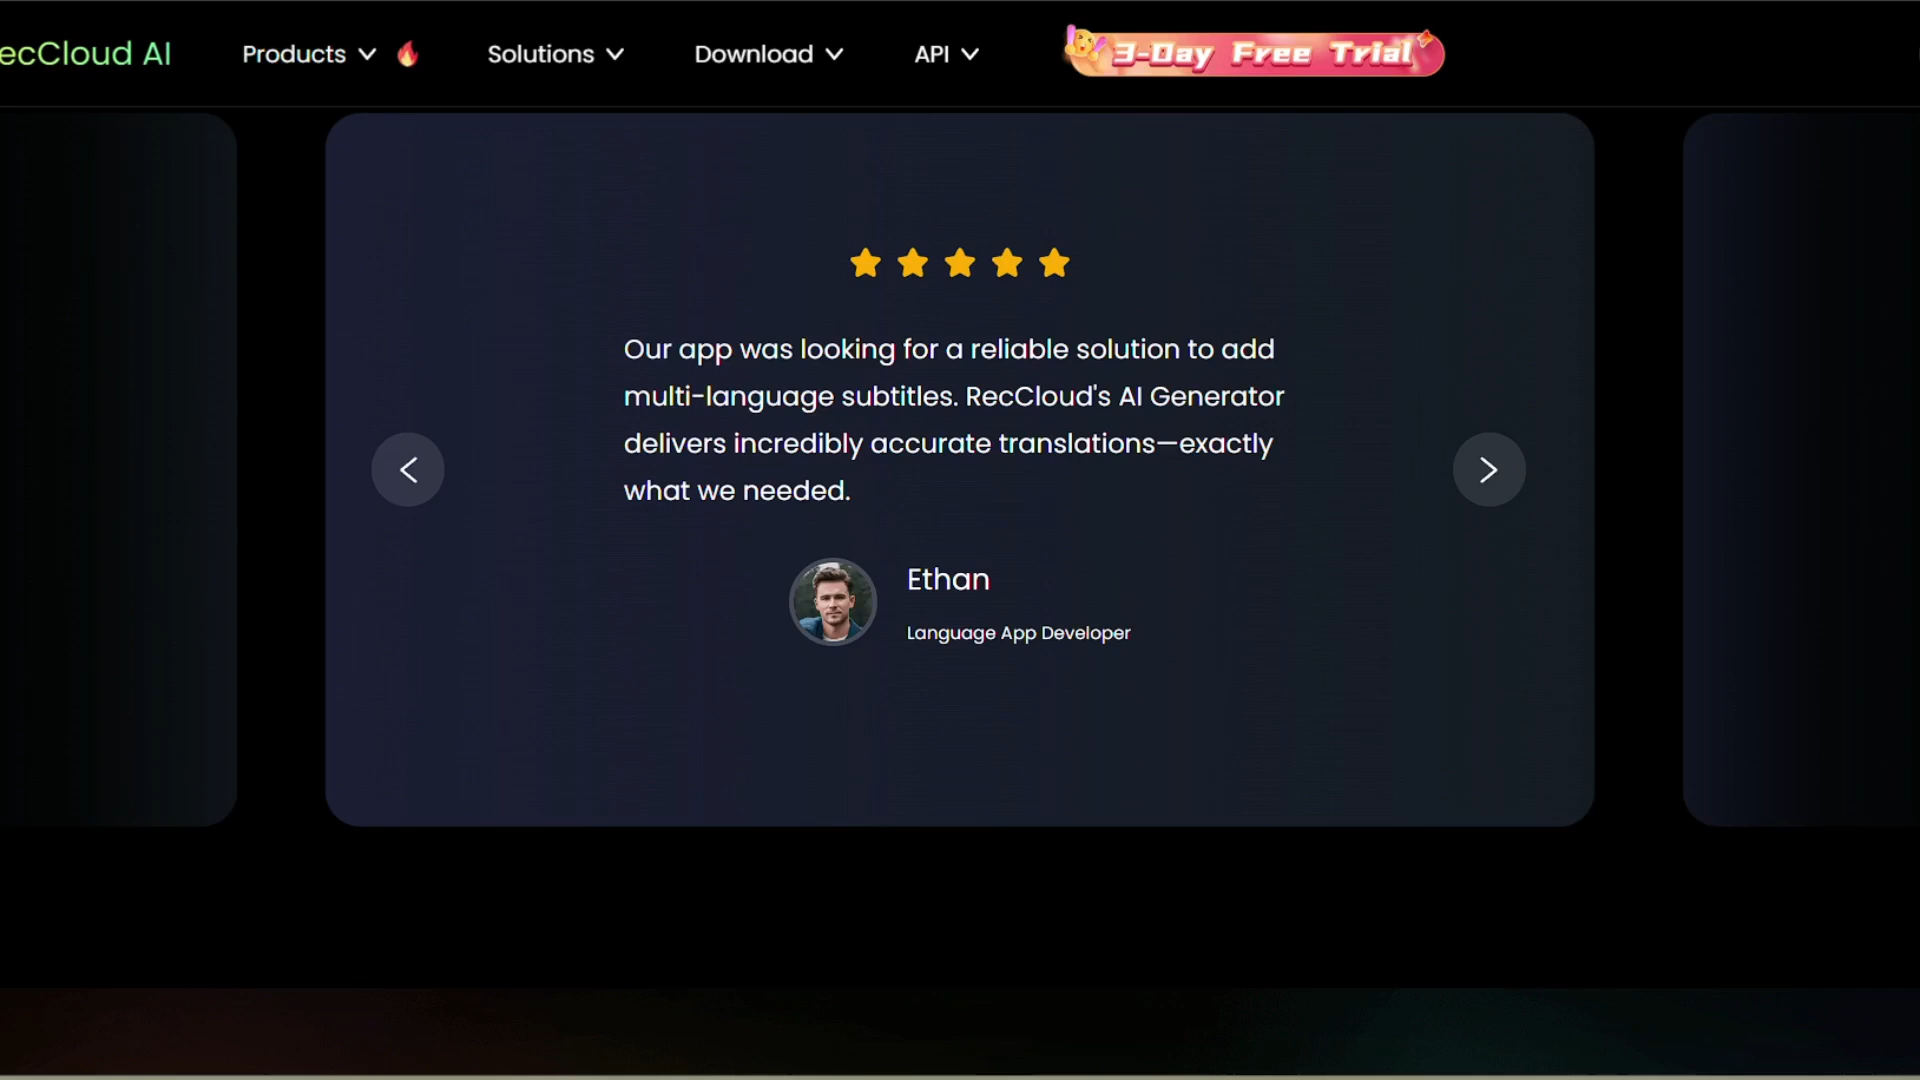 ecCloud AI
Products
Solutions
Download
API
3-Day Free Trial
Our app was looking for a reliable solution to add
multi-language subtitles. RecCloud's AI Generator
delivers incredibly accurate translations—exactly
what we needed.
Ethan
Language App Developer